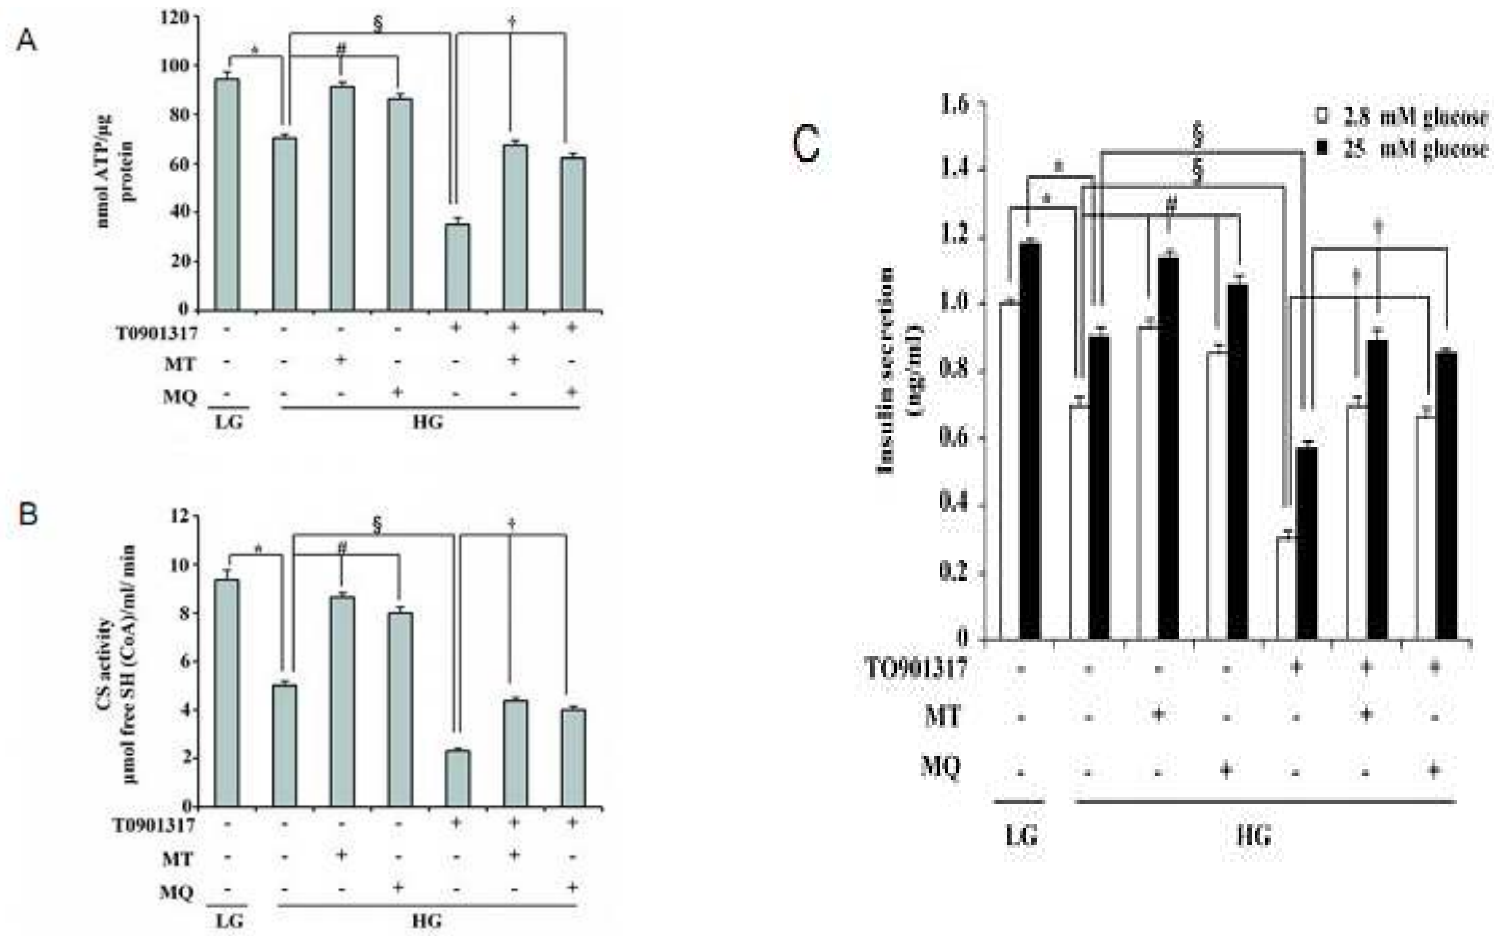 A
120
100
80
60
40
20
0
nmol ATP/µg
protein
*
#
§
†
T0901317 - - - - + + +
MT - - + - - + -
MQ - - - + - - +
LG HG
B
12
10
8
6
4
2
0
CS activity
µmol free SH (CoA)/ml/ min
*
#
§
†
T0901317 - - - - + + +
MT - - + - - + -
MQ - - - + - - +
LG HG
C
1.6
1.4
1.2
1.0
0.8
0.6
0.4
0.2
0
Insulin secretion
(ng/ml)
2.8 mM glucose
25 mM glucose
§
§
*
*
#
†
†
TO901317 - - - - + + +
MT - - + - - + -
MQ - - - + - - +
LG HG